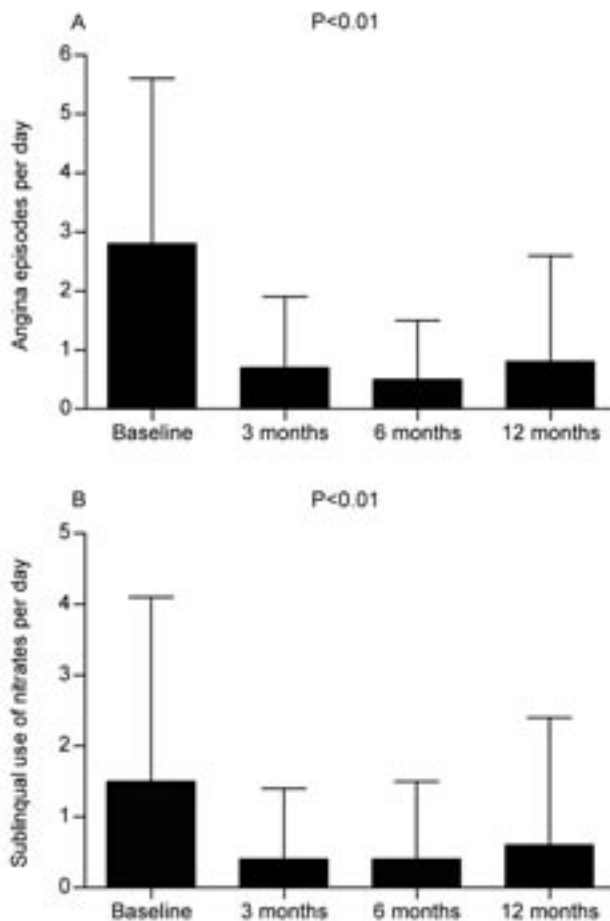 A P<0.01
Angina episodes per day
6
5
4
3
2
1
0
Baseline 3 months 6 months 12 months
B P<0.01
Sublinqual use of nitrates per day
5
4
3
2
1
0
Baseline 3 months 6 months 12 months